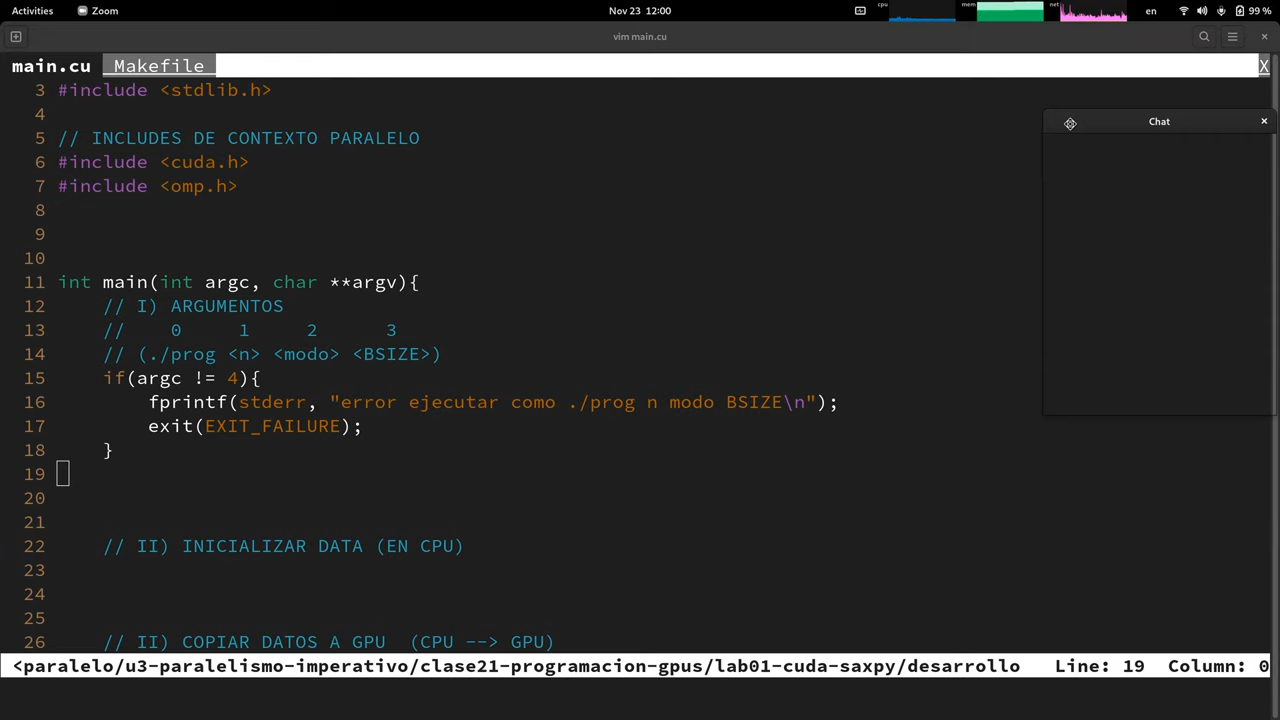 Activities Zoom Nov 23 12:00 cpu mem net en 99 %
vim main.cu
main.cu Makefile X
3 #include <stdlib.h>
4
5 // INCLUDES DE CONTEXTO PARALELO
6 #include <cuda.h>
7 #include <omp.h>
8
9
10
11 int main(int argc, char **argv){
12 // I) ARGUMENTOS
13 // 0 1 2 3
14 // (./prog <n> <modo> <BSIZE>)
15 if(argc != 4){
16 fprintf(stderr, "error ejecutar como ./prog n modo BSIZE\n");
17 exit(EXIT_FAILURE);
18 }
19
20
21
22 // II) INICIALIZAR DATA (EN CPU)
23
24
25
26 // II) COPIAR DATOS A GPU (CPU --> GPU)
<paralelo/u3-paralelismo-imperativo/clase21-programacion-gpus/lab01-cuda-saxpy/desarrollo Line: 19 Column: 0
Chat